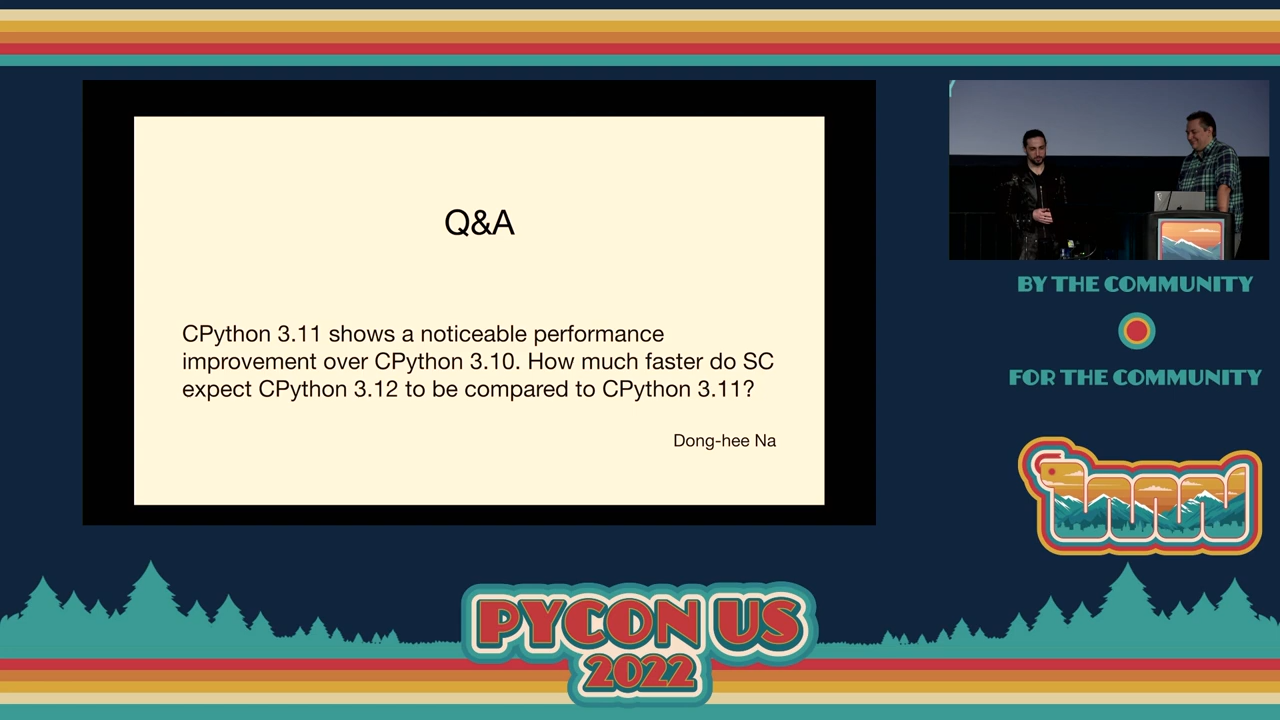 Q&A
CPython 3.11 shows a noticeable performance
improvement over CPython 3.10. How much faster do SC
expect CPython 3.12 to be compared to CPython 3.11?
Dong-hee Na
BY THE COMMUNITY
FOR THE COMMUNITY
PYCON US
2022